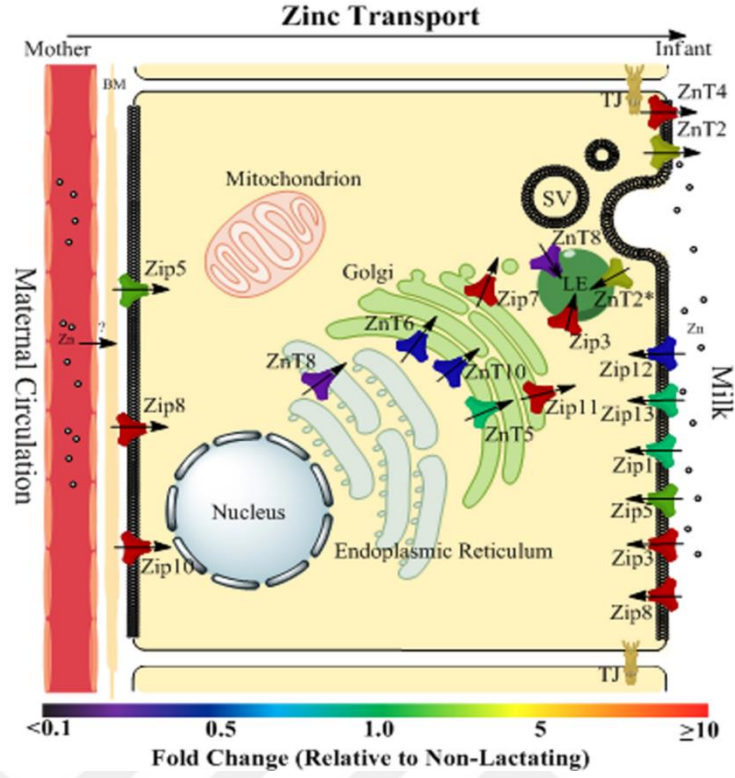 Zinc Transport
Mother
Infant
BM
TJ
ZnT4
ZnT2
Mitochondrion
SV
ZnT8
Zip5
Golgi
LE
Zip7
ZnT2*
ZnT6
Zip3
?
Zn
Zn
Maternal Circulation
Milk
ZnT8
ZnT10
Zip12
Zip8
Zip11
Zip13
ZnT5
Zip1
Nucleus
Zip5
Endoplasmic Reticulum
Zip3
Zip10
Zip8
TJ
<0.1 0.5 1.0 5 ≥10
Fold Change (Relative to Non-Lactating)